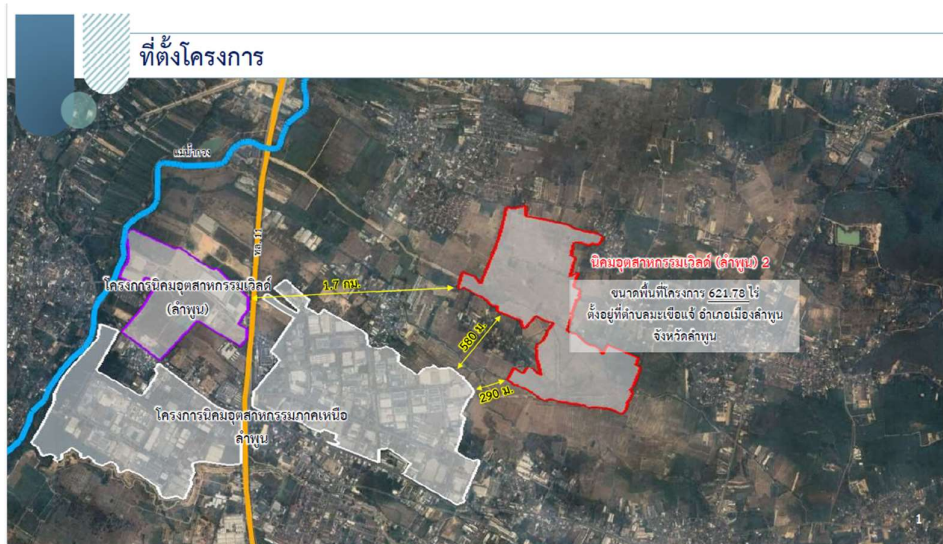 ที่ตั้งโครงการ
แม่น้ำกวง
ทล. 11
นิคมอุตสาหกรรมเวิลด์ (ลำพูน) 2
โครงการนิคมอุตสาหกรรมเวิลด์
(ลำพูน)
1.7 กม.
ขนาดพื้นที่โครงการ 621.78 ไร่
ตั้งอยู่ที่ตำบลมะเขือแจ้ อำเภอเมืองลำพูน
จังหวัดลำพูน
580 ม.
290 ม.
โครงการนิคมอุตสาหกรรมภาคเหนือ
ลำพูน
1